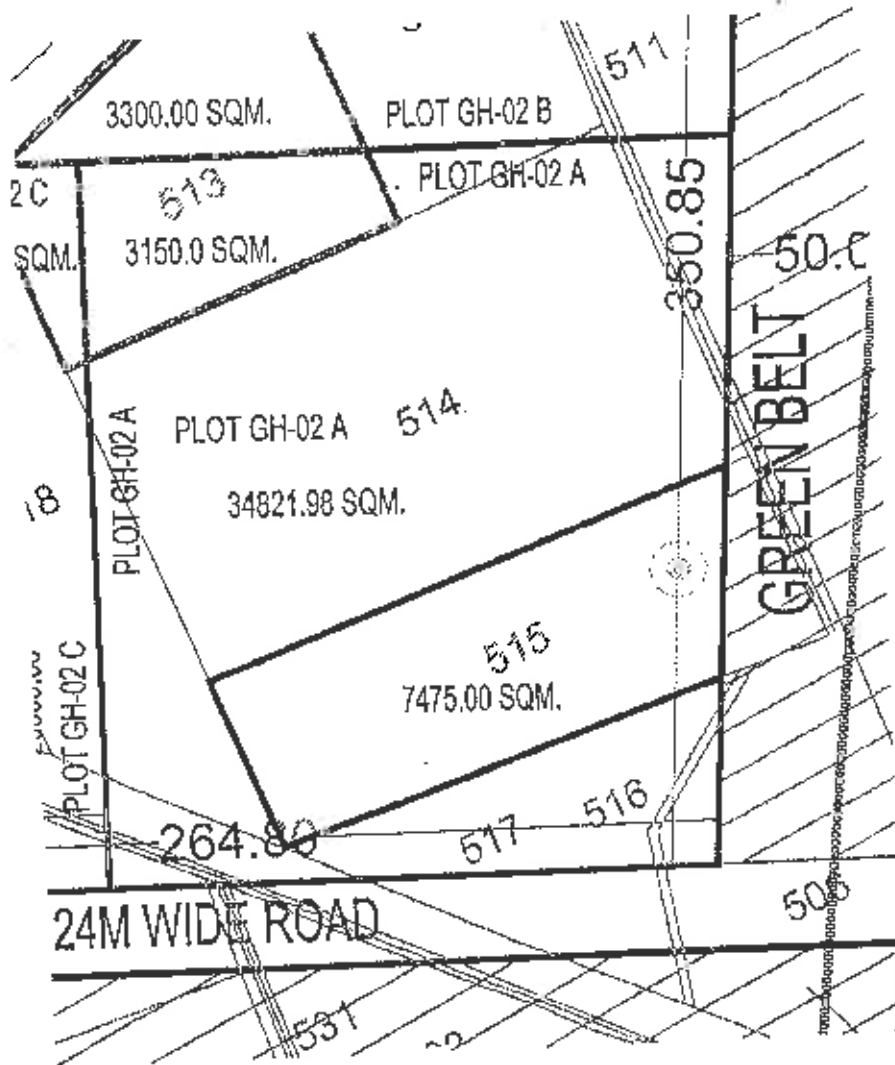 511
3300.00 SQM.
PLOT GH-02 B
2 C
513
PLOT GH-02 A
SQM.
3150.0 SQM.
350.85
50.0
GREEN BELT
PLOT GH-02 A
514
PLOT GH-02 A
34821.98 SQM.
18
515
7475.00 SQM.
PLOT GH-02 C
516
517
264.80
506
24M WIDE ROAD
531